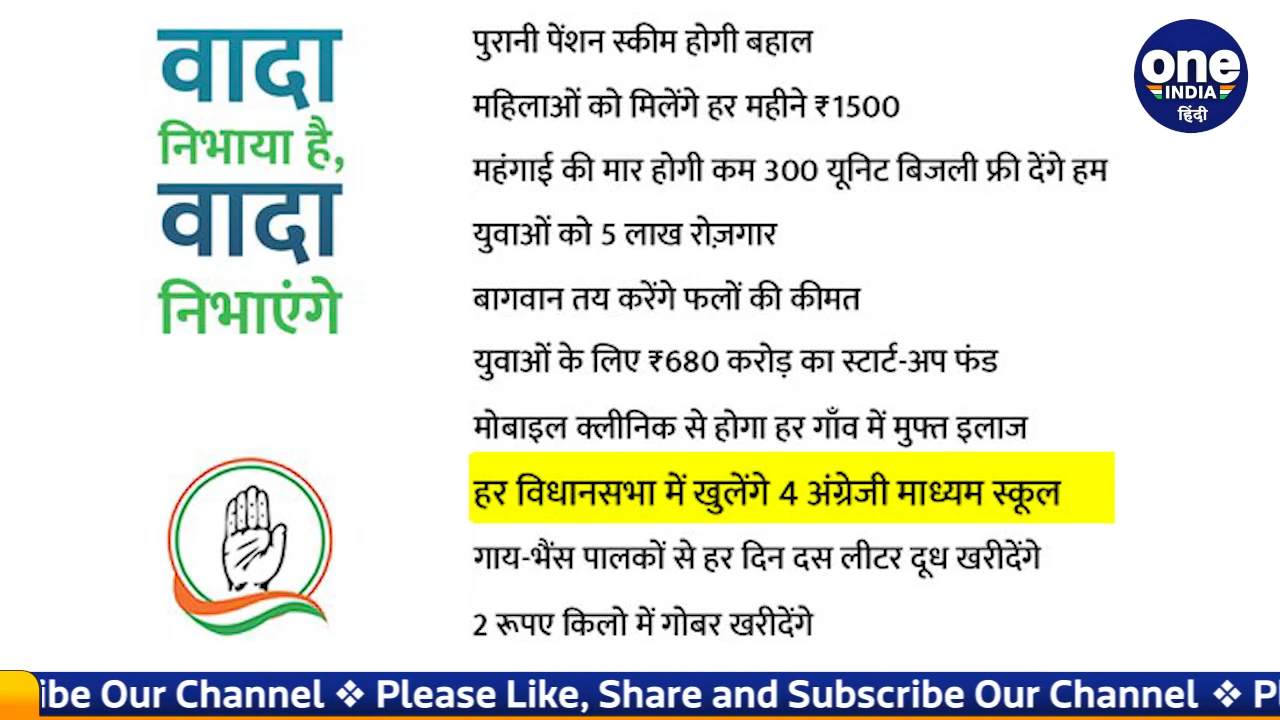 वादा
निभाया है,
वादा
निभाएंगे
पुरानी पेंशन स्कीम होगी बहाल
महिलाओं को मिलेंगे हर महीने ₹1500
महंगाई की मार होगी कम 300 यूनिट बिजली फ्री देंगे हम
युवाओं को 5 लाख रोज़गार
बागवान तय करेंगे फलों की कीमत
युवाओं के लिए ₹680 करोड़ का स्टार्ट-अप फंड
मोबाइल क्लीनिक से होगा हर गाँव में मुफ्त इलाज
हर विधानसभा में खुलेंगे 4 अंग्रेजी माध्यम स्कूल
गाय-भैंस पालकों से हर दिन दस लीटर दूध खरीदेंगे
2 रूपए किलो में गोबर खरीदेंगे
one
INDIA
हिंदी
ibe Our Channel ❖ Please Like, Share and Subscribe Our Channel ❖ Pl